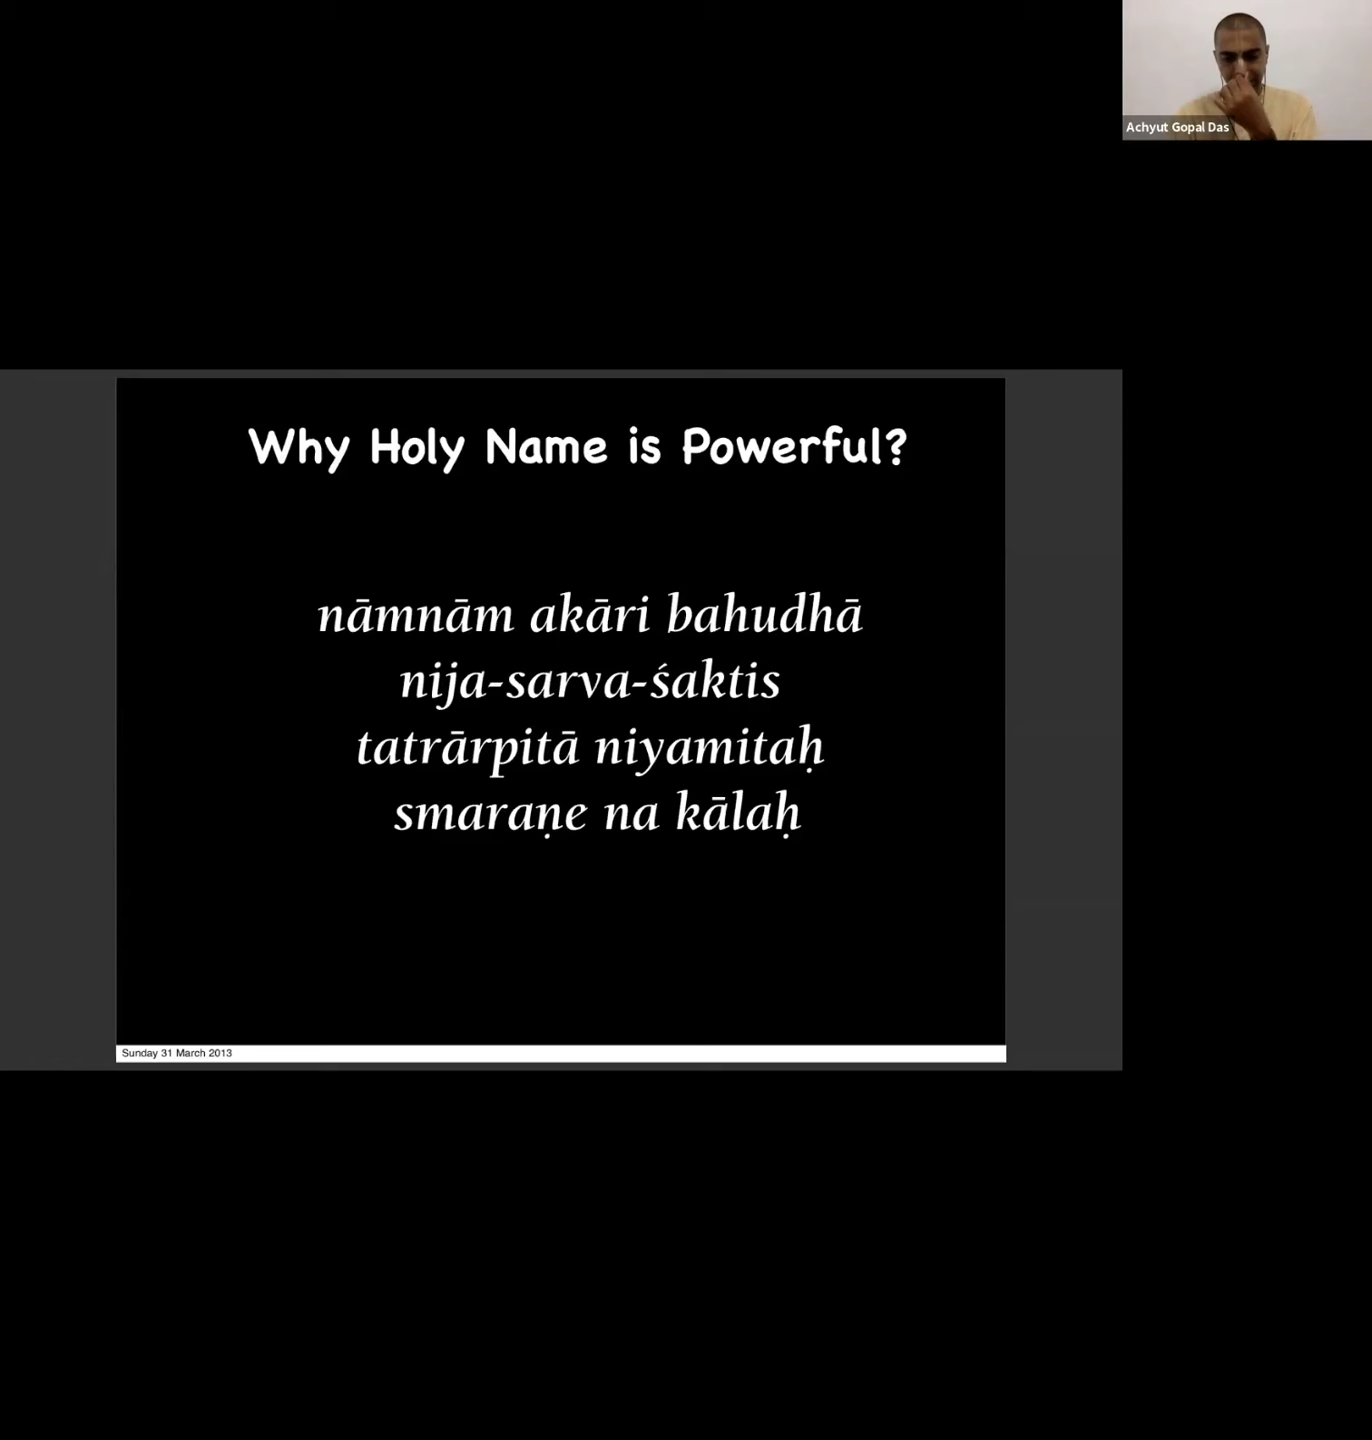 Achyut Gopal Das
Why Holy Name is Powerful?
nāmnām akāri bahudhā
nija-sarva-śaktis
tatrārpitā niyamitaḥ
smaraṇe na kālaḥ
Sunday 31 March 2013